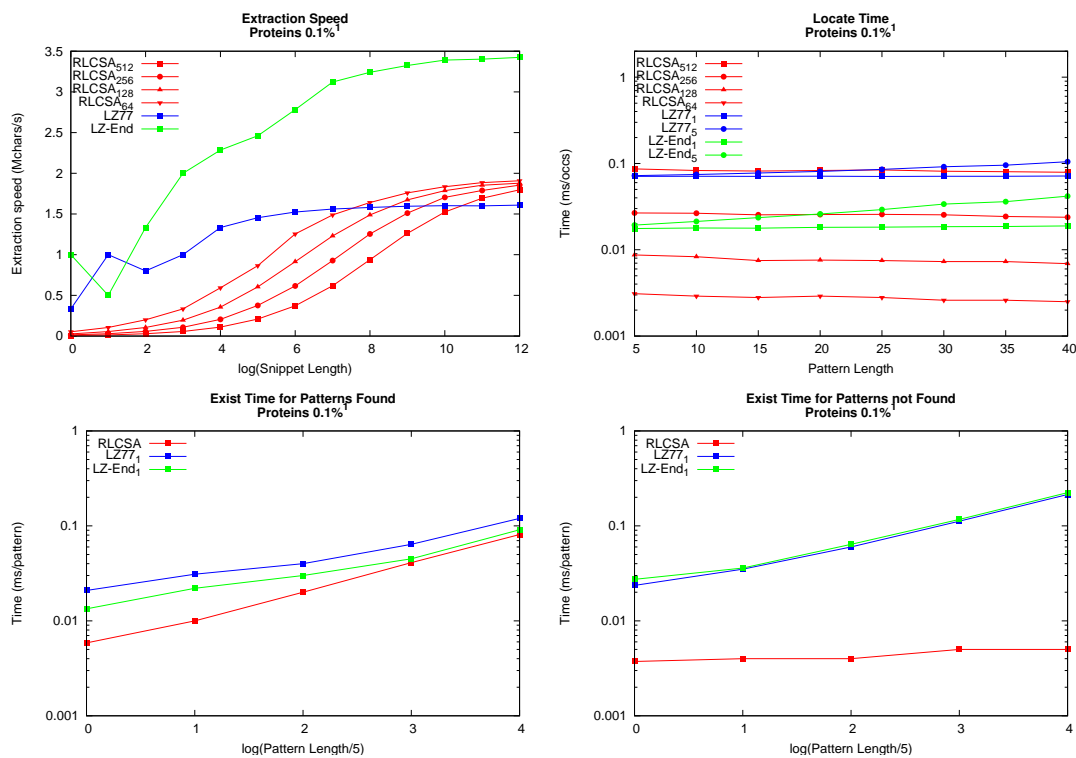 Extraction Speed
Proteins 0.1%¹
RLCSA₅₁₂
RLCSA₂₅₆
RLCSA₁₂₈
RLCSA₆₄
LZ77
LZ-End
Extraction speed (Mchars/s)
3.5
3
2.5
2
1.5
1
0.5
0
0 2 4 6 8 10 12
log(Snippet Length)
Locate Time
Proteins 0.1%¹
RLCSA₅₁₂
RLCSA₂₅₆
RLCSA₁₂₈
RLCSA₆₄
LZ77₁
LZ77₅
LZ-End₁
LZ-End₅
Time (ms/occs)
1
0.1
0.01
0.001
5 10 15 20 25 30 35 40
Pattern Length
Exist Time for Patterns Found
Proteins 0.1%¹
RLCSA
LZ77₁
LZ-End₁
Time (ms/pattern)
1
0.1
0.01
0.001
0 1 2 3 4
log(Pattern Length/5)
Exist Time for Patterns not Found
Proteins 0.1%¹
RLCSA
LZ77₁
LZ-End₁
Time (ms/pattern)
1
0.1
0.01
0.001
0 1 2 3 4
log(Pattern Length/5)